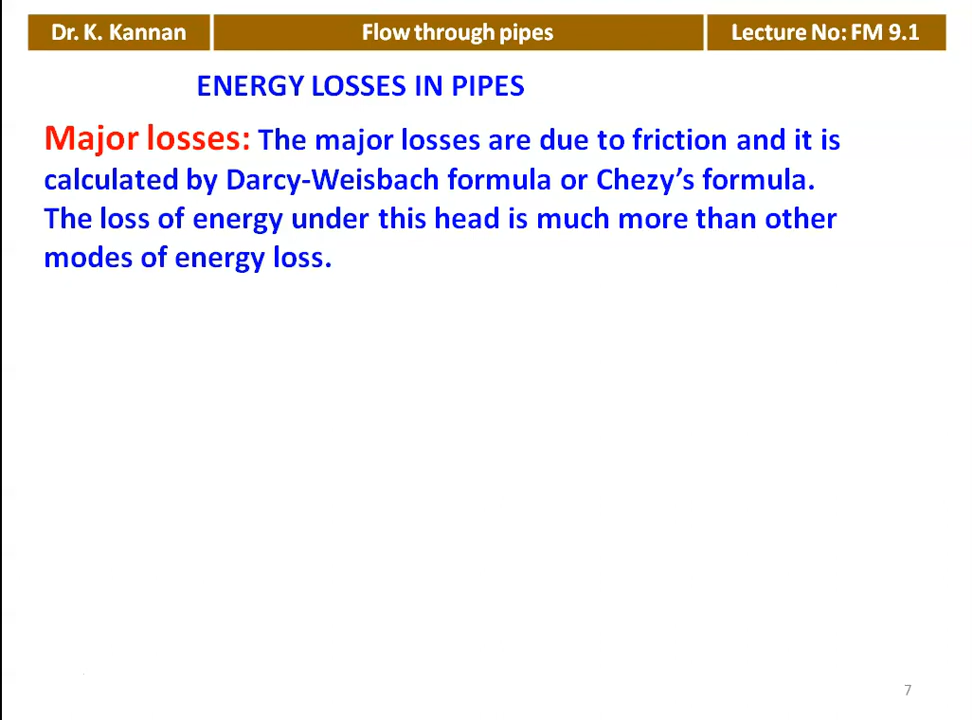 Dr. K. Kannan
Flow through pipes
Lecture No: FM 9.1
ENERGY LOSSES IN PIPES
Major losses: The major losses are due to friction and it is
calculated by Darcy-Weisbach formula or Chezy's formula.
The loss of energy under this head is much more than other
modes of energy loss.
7